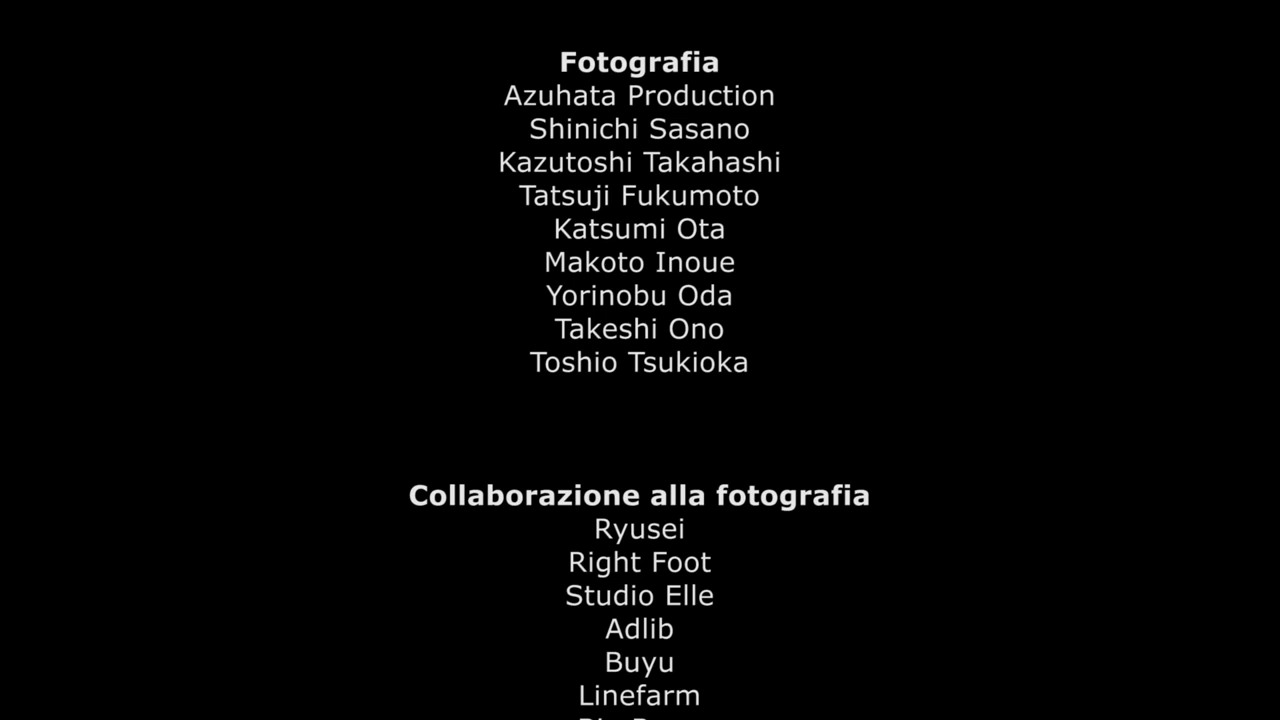 Fotografia
Azuhata Production
Shinichi Sasano
Kazutoshi Takahashi
Tatsuji Fukumoto
Katsumi Ota
Makoto Inoue
Yorinobu Oda
Takeshi Ono
Toshio Tsukioka
Collaborazione alla fotografia
Ryusei
Right Foot
Studio Elle
Adlib
Buyu
Linefarm